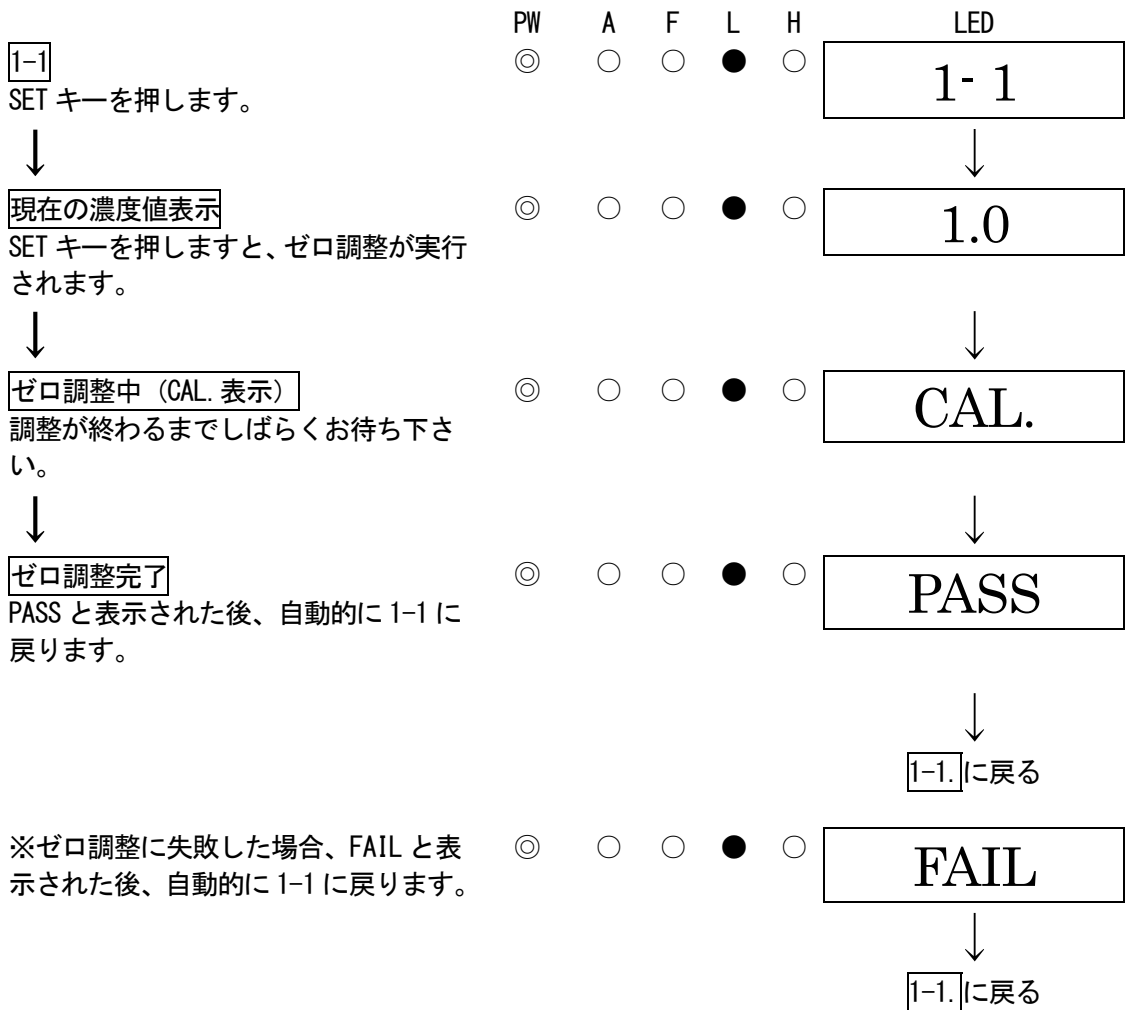 PW A F L H LED
1-1 ◎ ○ ○ ● ○ 1- 1
SET キーを押します。
↓ ↓
現在の濃度値表示 ◎ ○ ○ ● ○ 1.0
SET キーを押しますと、ゼロ調整が実行
されます。
↓ ↓
ゼロ調整中（CAL.表示） ◎ ○ ○ ● ○ CAL.
調整が終わるまでしばらくお待ち下さ
い。
↓ ↓
ゼロ調整完了 ◎ ○ ○ ● ○ PASS
PASS と表示された後、自動的に 1-1 に
戻ります。
↓
1-1.に戻る
※ゼロ調整に失敗した場合、FAIL と表 ◎ ○ ○ ● ○ FAIL
示された後、自動的に 1-1 に戻ります。
↓
1-1.に戻る